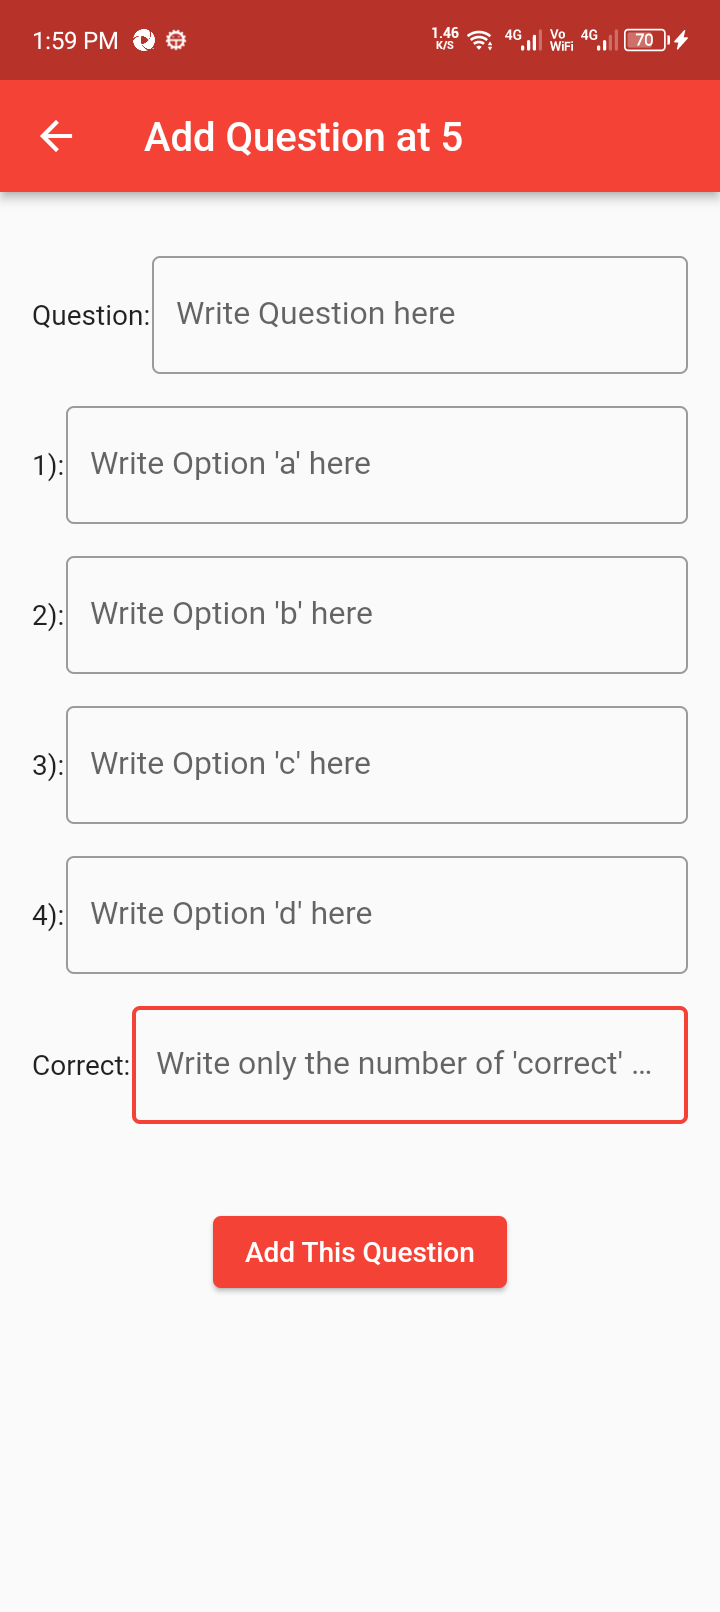 1:59 PM 1.46 K/S 4G Vo WiFi 4G 70
Add Question at 5
Question: Write Question here
1): Write Option 'a' here
2): Write Option 'b' here
3): Write Option 'c' here
4): Write Option 'd' here
Correct: Write only the number of 'correct' ...
Add This Question